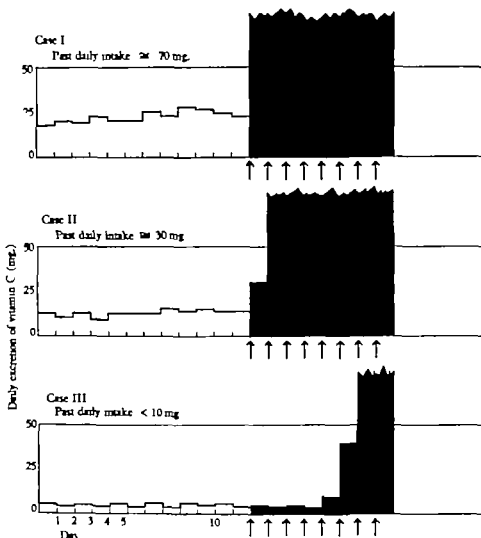 Case I
Past daily intake ≅ 70 mg.
50
25
0
Case II
Past daily intake ≅ 30 mg
50
25
0
Daily excretion of vitamin C (mg.)
Case III
Past daily intake < 10 mg
50
25
0
1 2 3 4 5 10
Day